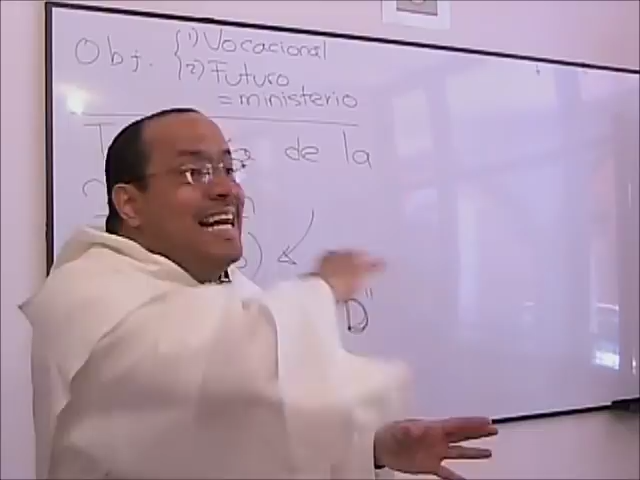 Obj. { 1) Vocacional
2) Futuro
= ministerio
de la
D"